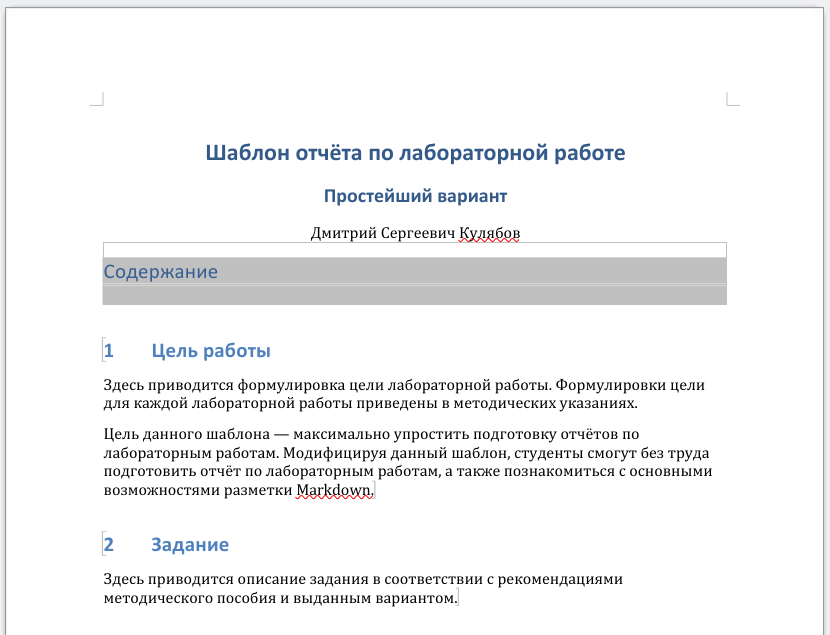 Шаблон отчёта по лабораторной работе
Простейший вариант
Дмитрий Сергеевич Кулябов
Содержание
1 Цель работы
Здесь приводится формулировка цели лабораторной работы. Формулировки цели
для каждой лабораторной работы приведены в методических указаниях.
Цель данного шаблона — максимально упростить подготовку отчётов по
лабораторным работам. Модифицируя данный шаблон, студенты смогут без труда
подготовить отчёт по лабораторным работам, а также познакомиться с основными
возможностями разметки Markdown.
2 Задание
Здесь приводится описание задания в соответствии с рекомендациями
методического пособия и выданным вариантом.